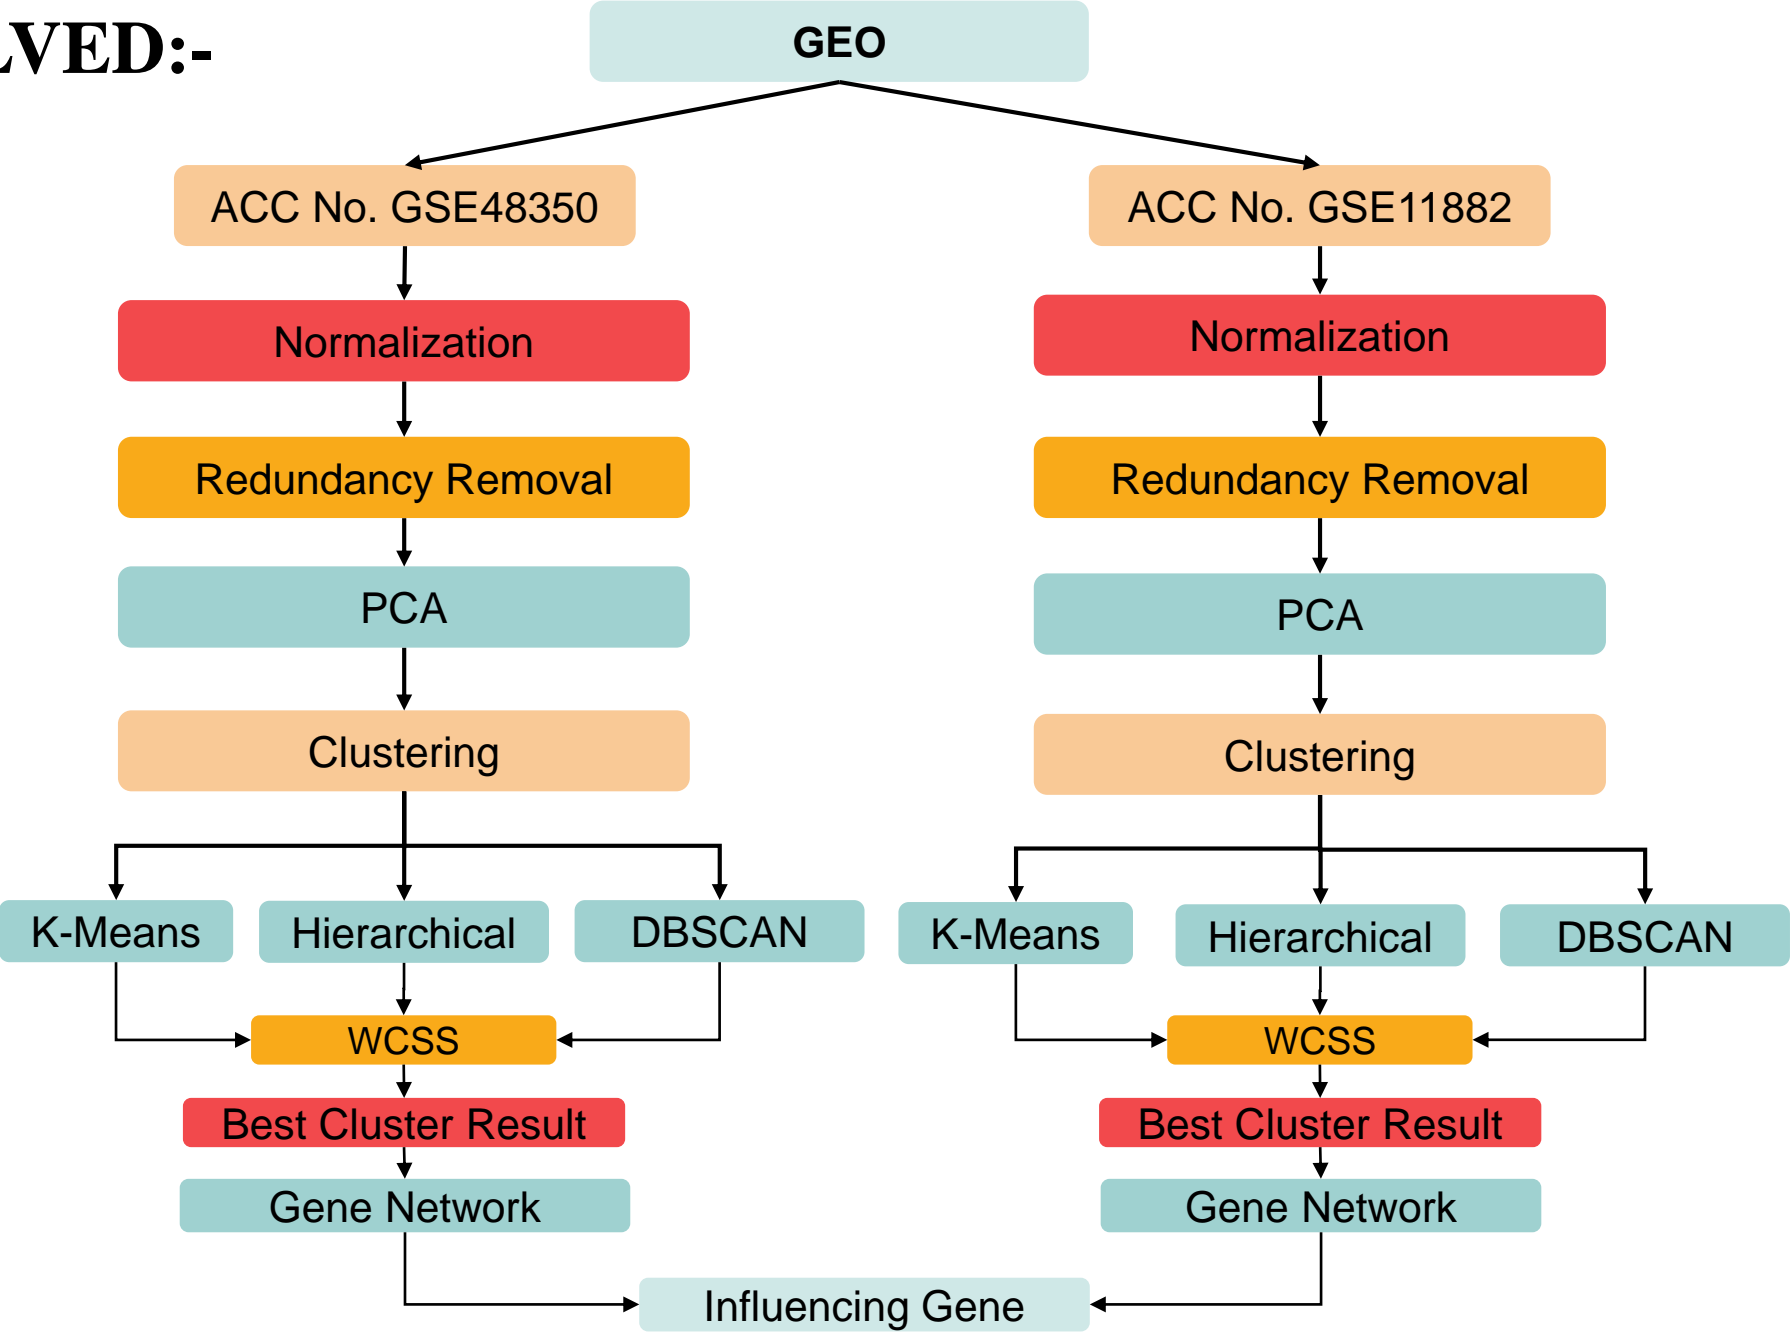 LVED:-
GEO
ACC No. GSE48350
ACC No. GSE11882
Normalization
Normalization
Redundancy Removal
Redundancy Removal
PCA
PCA
Clustering
Clustering
K-Means
Hierarchical
DBSCAN
K-Means
Hierarchical
DBSCAN
WCSS
WCSS
Best Cluster Result
Best Cluster Result
Gene Network
Gene Network
Influencing Gene